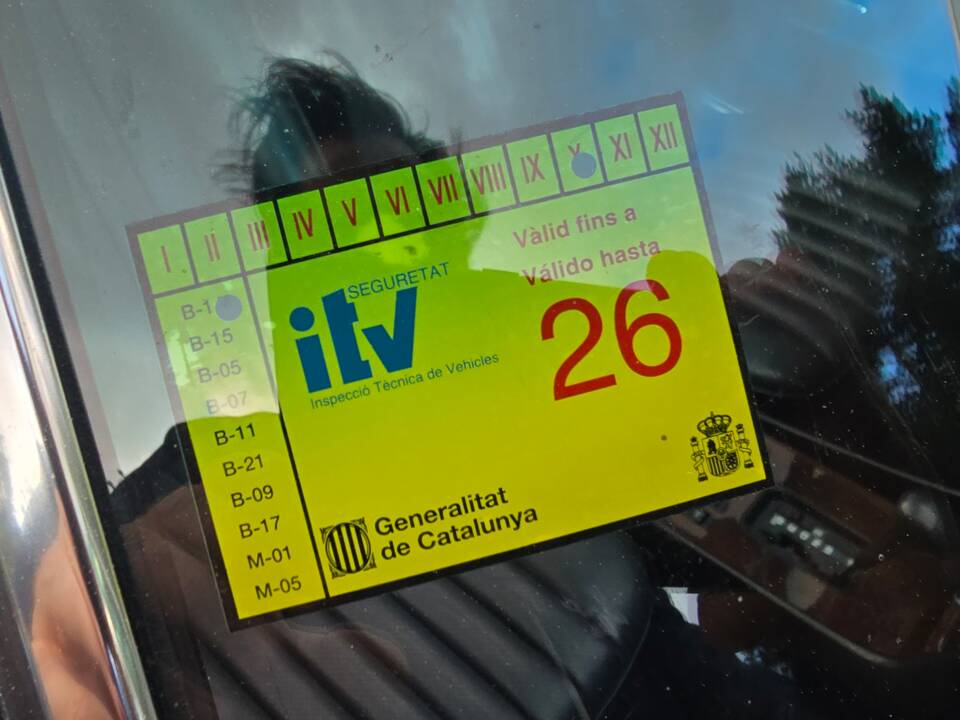 I II III IV V VI VII VIII IX X XI XII
Vàlid fins a
Válido hasta
26
SEGURETAT
itv
Inspecció Tècnica de Vehicles
B-15
B-05
B-07
B-11
B-21
B-09
B-17
M-01
M-05
Generalitat
de Catalunya